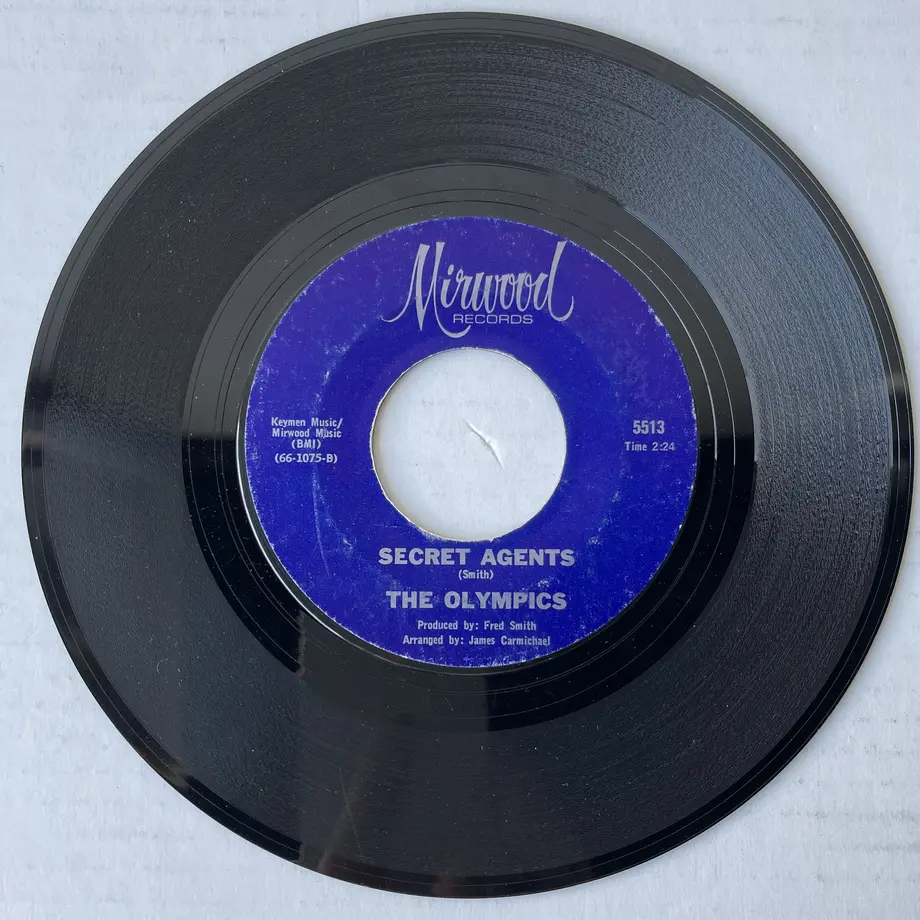 Mirwood
RECORDS
Keymen Music/
Mirwood Music
(BMI)
(66-1075-B)
5513
Time 2:24
SECRET AGENTS
(Smith)
THE OLYMPICS
Produced by: Fred Smith
Arranged by: James Carmichael